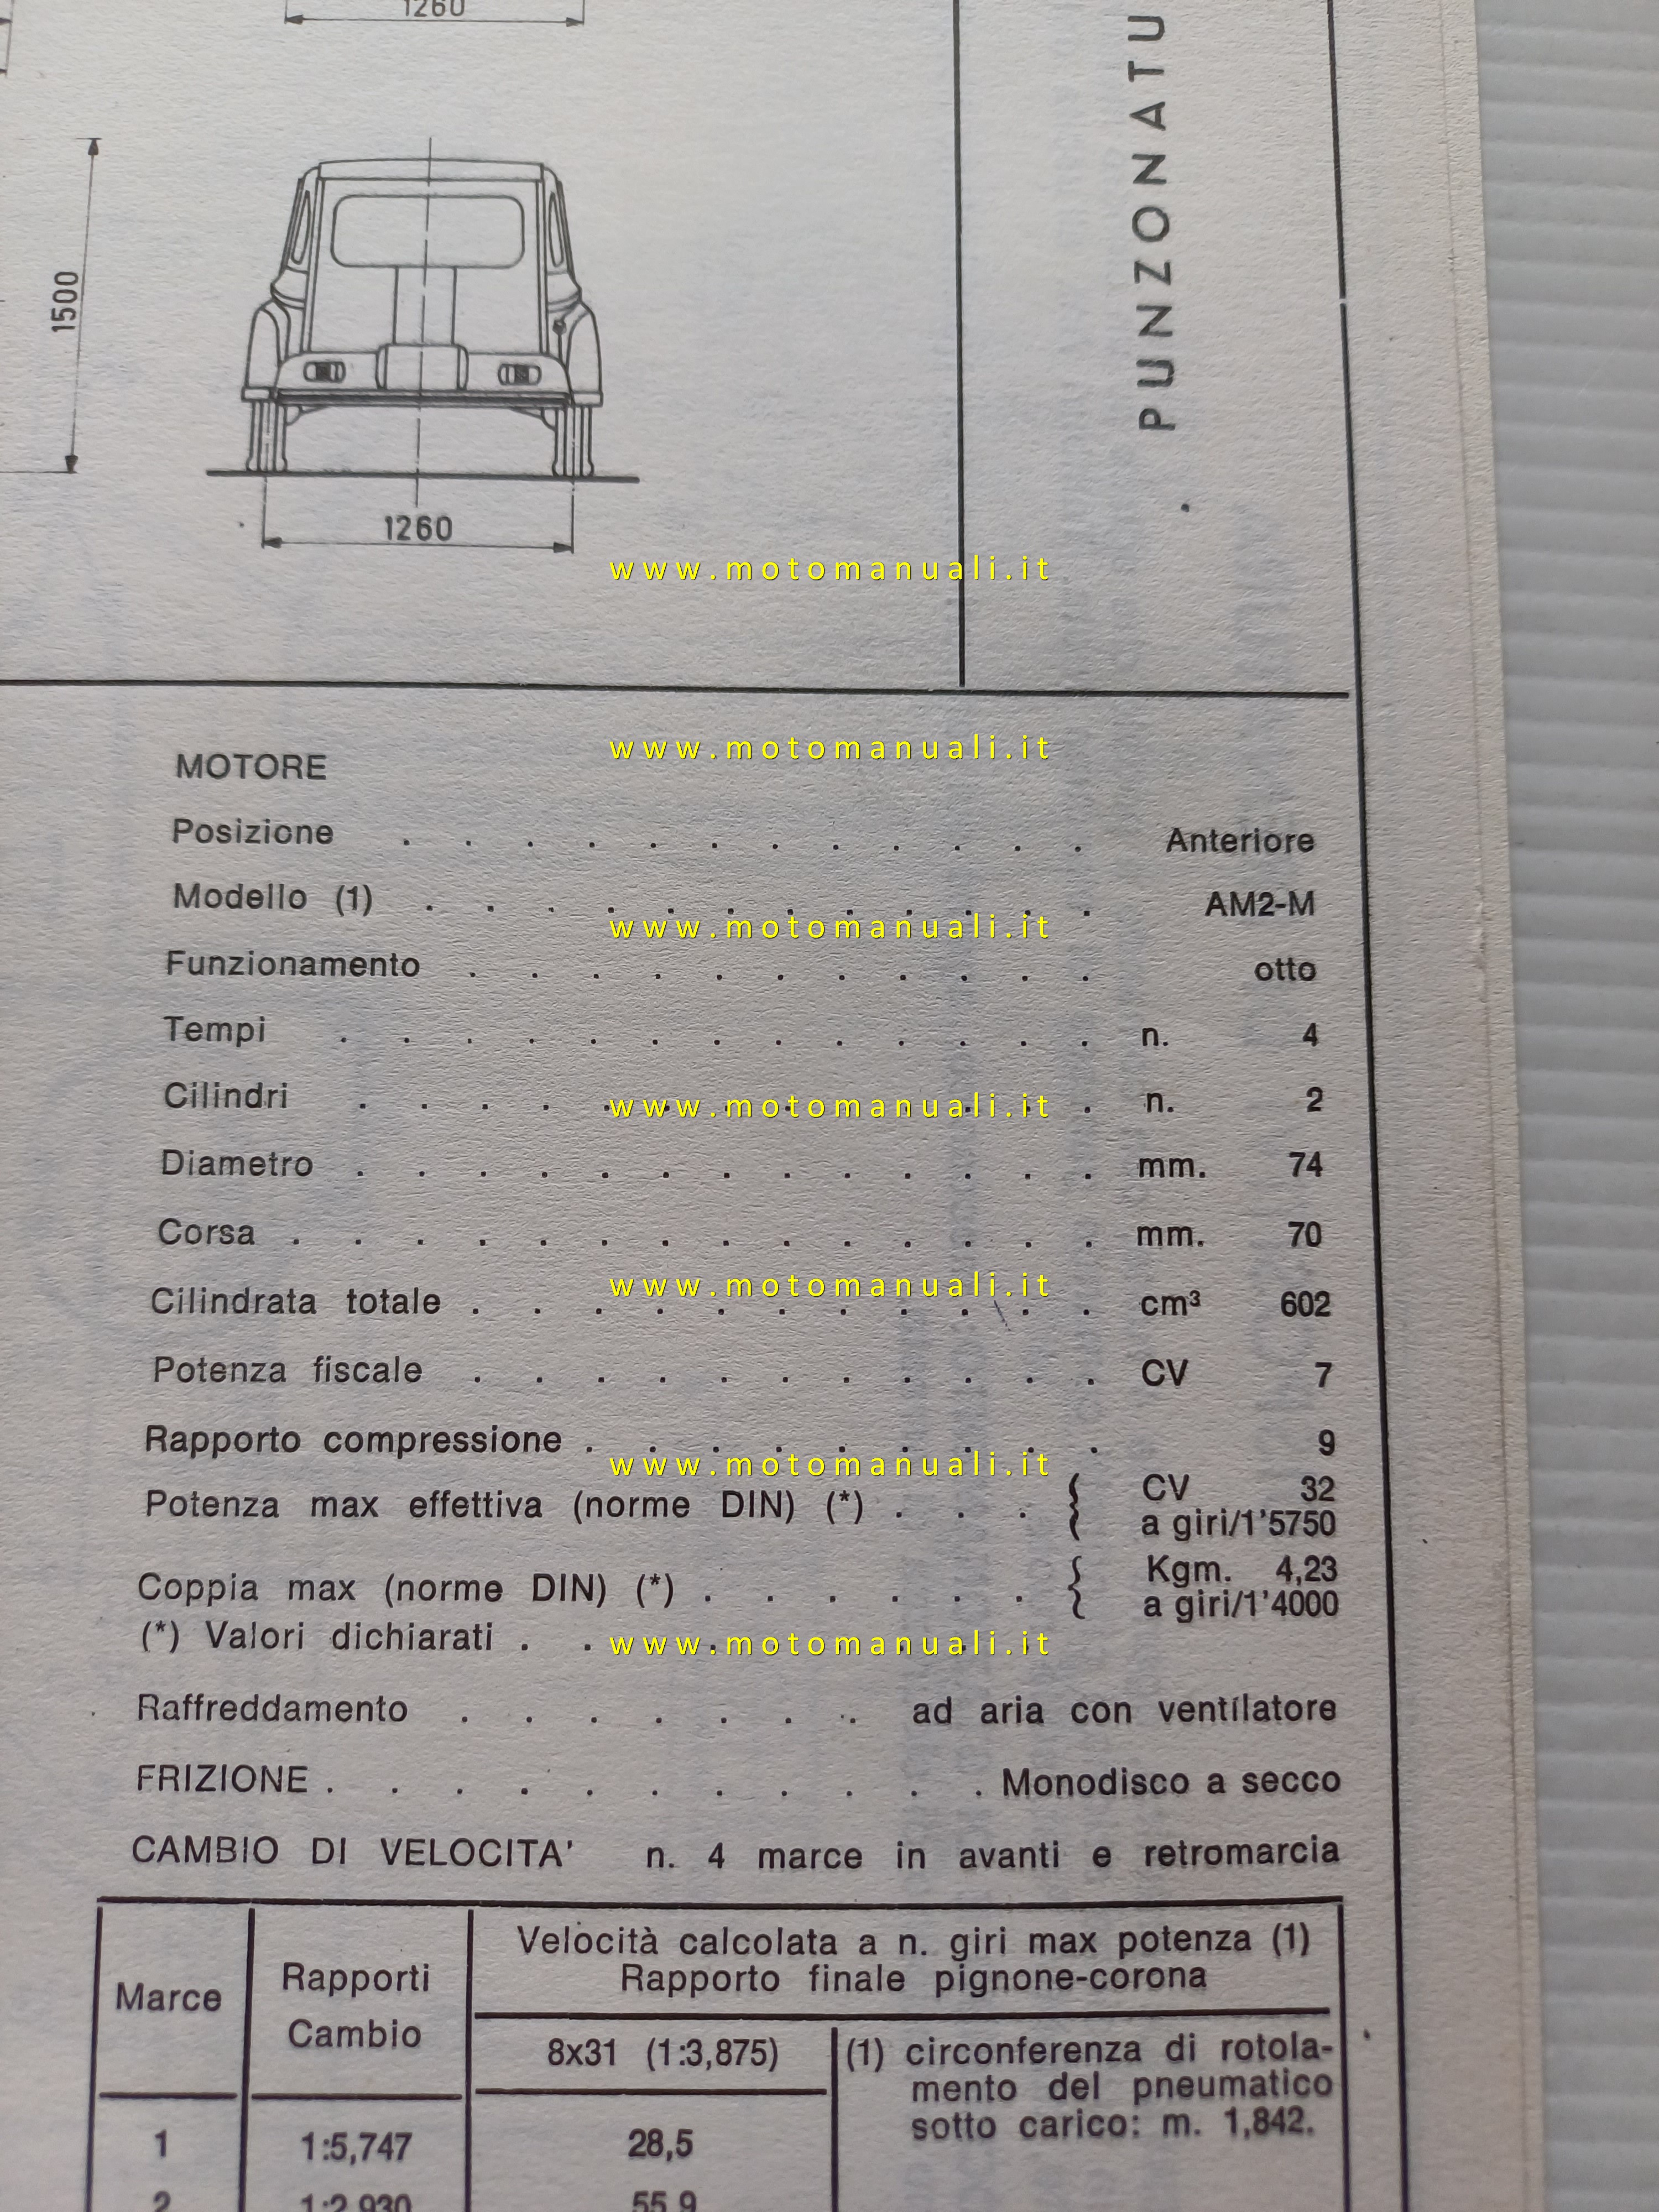 1260
PUNZONATU
1500
1260
www.motomanuali.it
www.motomanuali.it
MOTORE
Posizione . . . . . . . . . . . . Anteriore
Modello (1) . . . . . . . . . . . . AM2-M
www.motomanuali.it
Funzionamento . . . . . . . . . . . otto
Tempi . . . . . . . . . . . . . n. 4
Cilindri . . . . . . . . . . . . . n. 2
www.motomanuali.it
Diametro . . . . . . . . . . . . . mm. 74
Corsa . . . . . . . . . . . . . . mm. 70
www.motomanuali.it
Cilindrata totale . . . . . . . . . . . cm³ 602
Potenza fiscale . . . . . . . . . . . CV 7
Rapporto compressione . . . . . . . . . 9
www.motomanuali.it
Potenza max effettiva (norme DIN) (*) . . . { CV 32
a giri/1'5750
Coppia max (norme DIN) (*) . . . . . . { Kgm. 4,23
a giri/1'4000
(*) Valori dichiarati . .
www.motomanuali.it
Raffreddamento . . . . . . . ad aria con ventilatore
FRIZIONE . . . . . . . . . . . Monodisco a secco
CAMBIO DI VELOCITA' n. 4 marce in avanti e retromarcia
Marce
Rapporti
Cambio
Velocità calcolata a n. giri max potenza (1)
Rapporto finale pignone-corona
8x31 (1:3,875)
(1) circonferenza di rotola-
mento del pneumatico
sotto carico: m. 1,842.
1 1:5,747 28,5
2 1:2,930 55,9